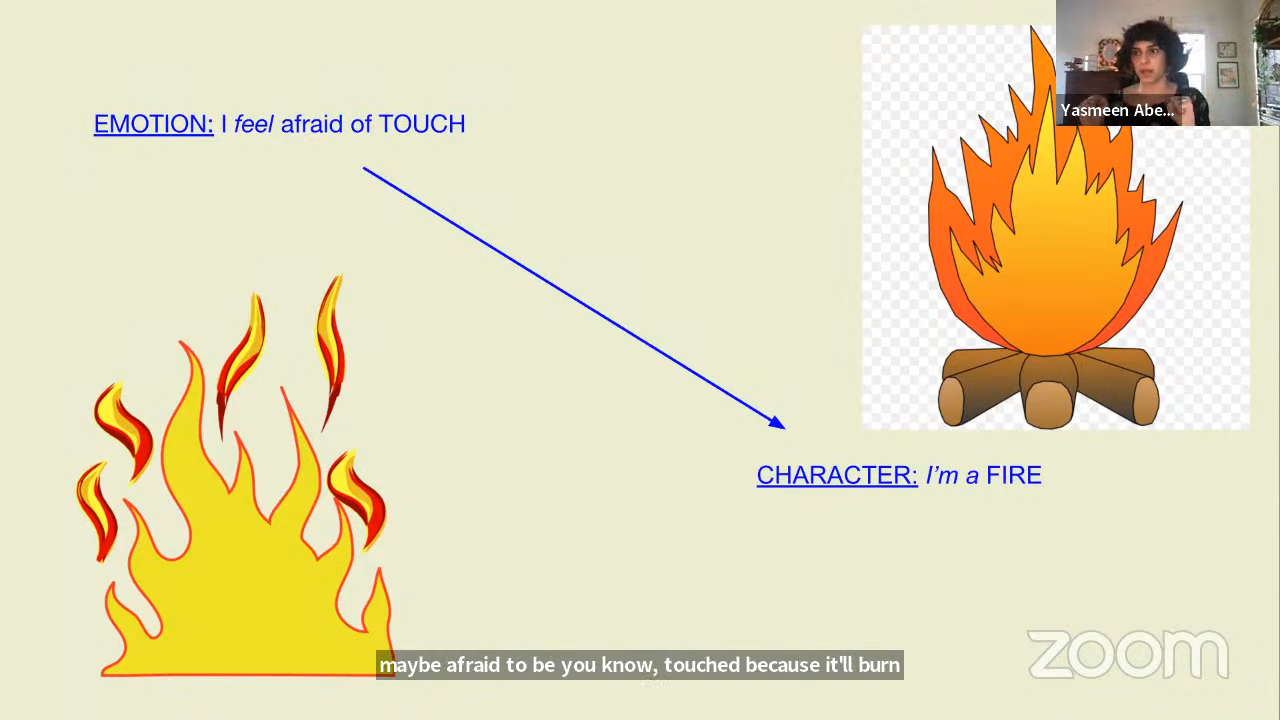 EMOTION: I feel afraid of TOUCH
Yasmeen Abe...
CHARACTER: I'm a FIRE
maybe afraid to be you know, touched because it'll burn
zoom